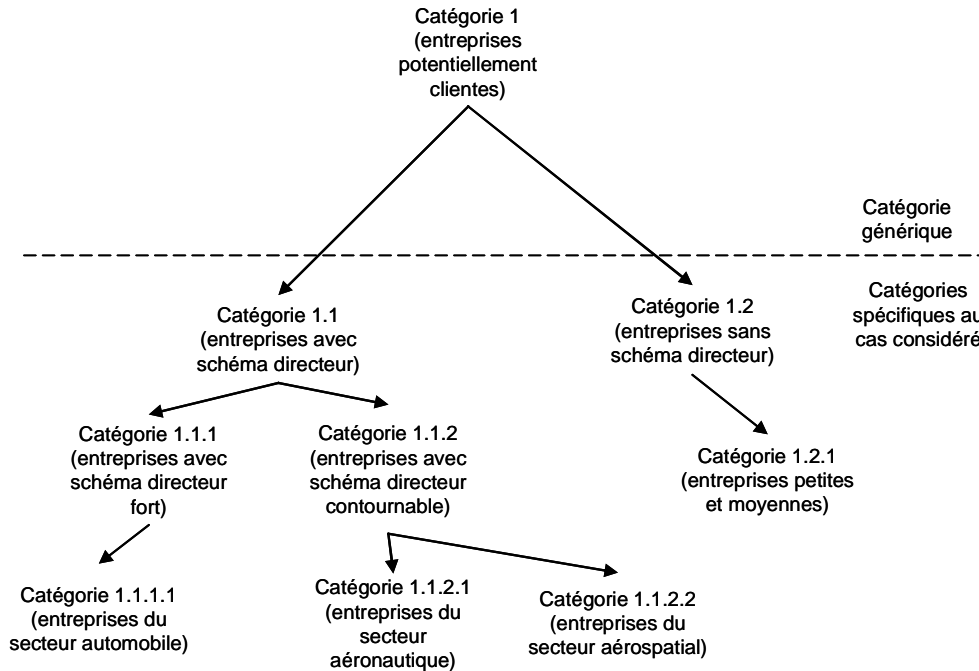 Catégorie 1
(entreprises
potentiellement
clientes)
Catégorie
générique
Catégories
spécifiques au
cas considéré
Catégorie 1.1
(entreprises avec
schéma directeur)
Catégorie 1.2
(entreprises sans
schéma directeur)
Catégorie 1.1.1
(entreprises avec
schéma directeur
fort)
Catégorie 1.1.2
(entreprises avec
schéma directeur
contournable)
Catégorie 1.2.1
(entreprises petites
et moyennes)
Catégorie 1.1.1.1
(entreprises du
secteur automobile)
Catégorie 1.1.2.1
(entreprises du
secteur
aéronautique)
Catégorie 1.1.2.2
(entreprises du
secteur aérospatial)